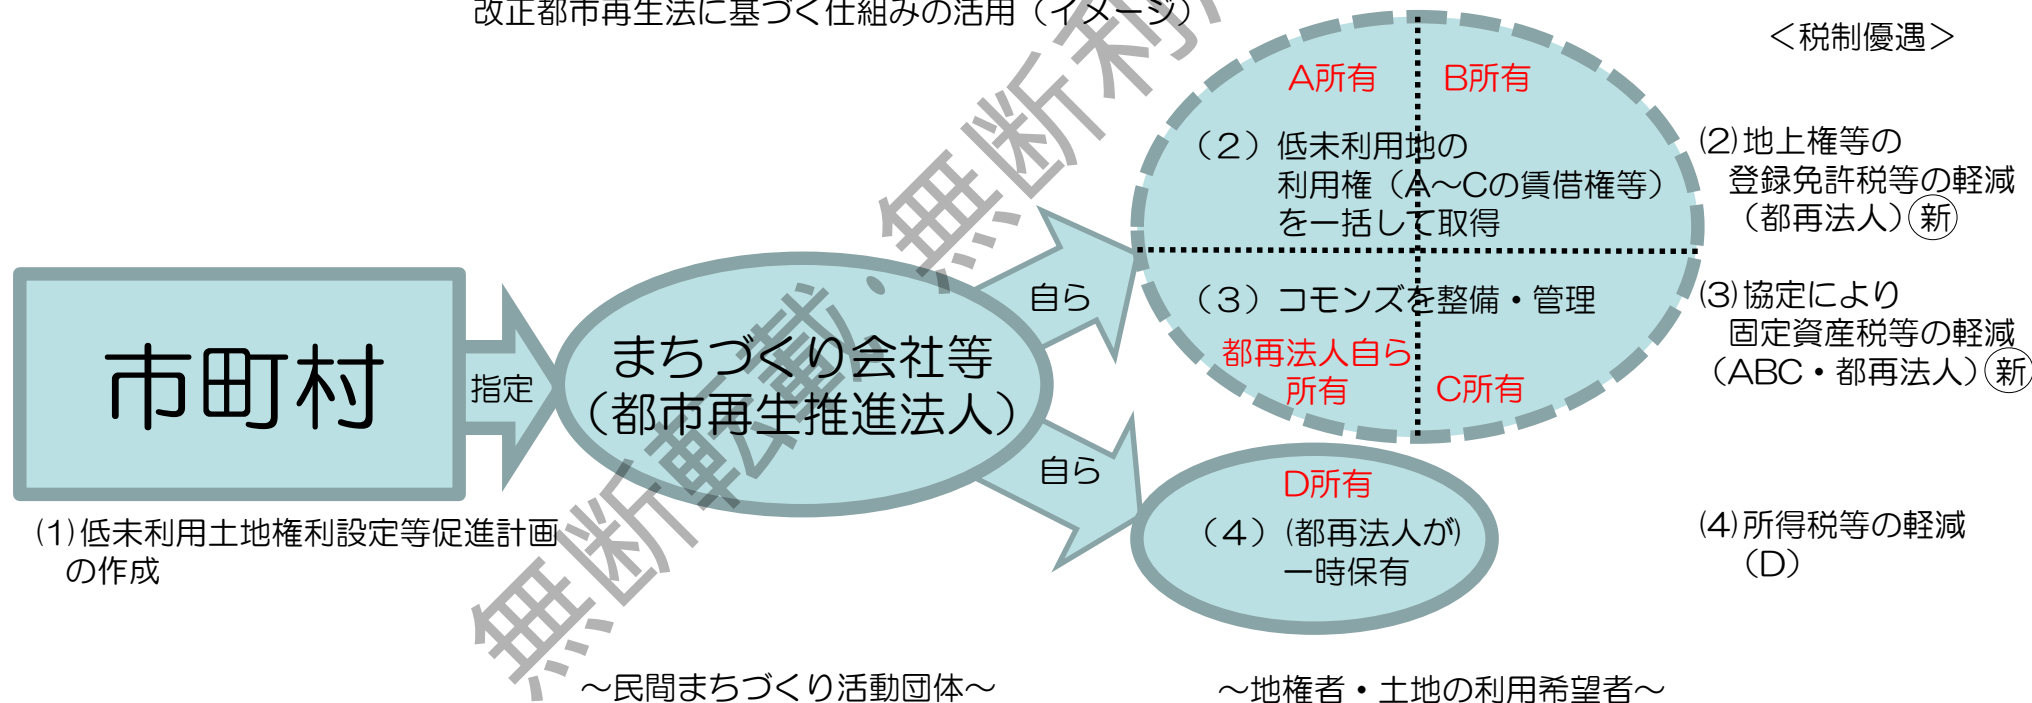 改正都市再生法に基づく仕組みの活用（イメージ）
＜税制優遇＞
A所有
B所有
（２）低未利用地の
利用権（A～Cの賃借権等）
を一括して取得
(2)地上権等の
登録免許税等の軽減
（都再法人）新
自ら
（３）コモンズを整備・管理
都再法人自ら
所有
C所有
(3)協定により
固定資産税等の軽減
（ABC・都再法人）新
市町村
指定
まちづくり会社等
（都市再生推進法人）
自ら
D所有
（４）(都再法人が)
一時保有
(4)所得税等の軽減
（D）
(1)低未利用土地権利設定等促進計画
の作成
～民間まちづくり活動団体～
～地権者・土地の利用希望者～
無断転載・無断利